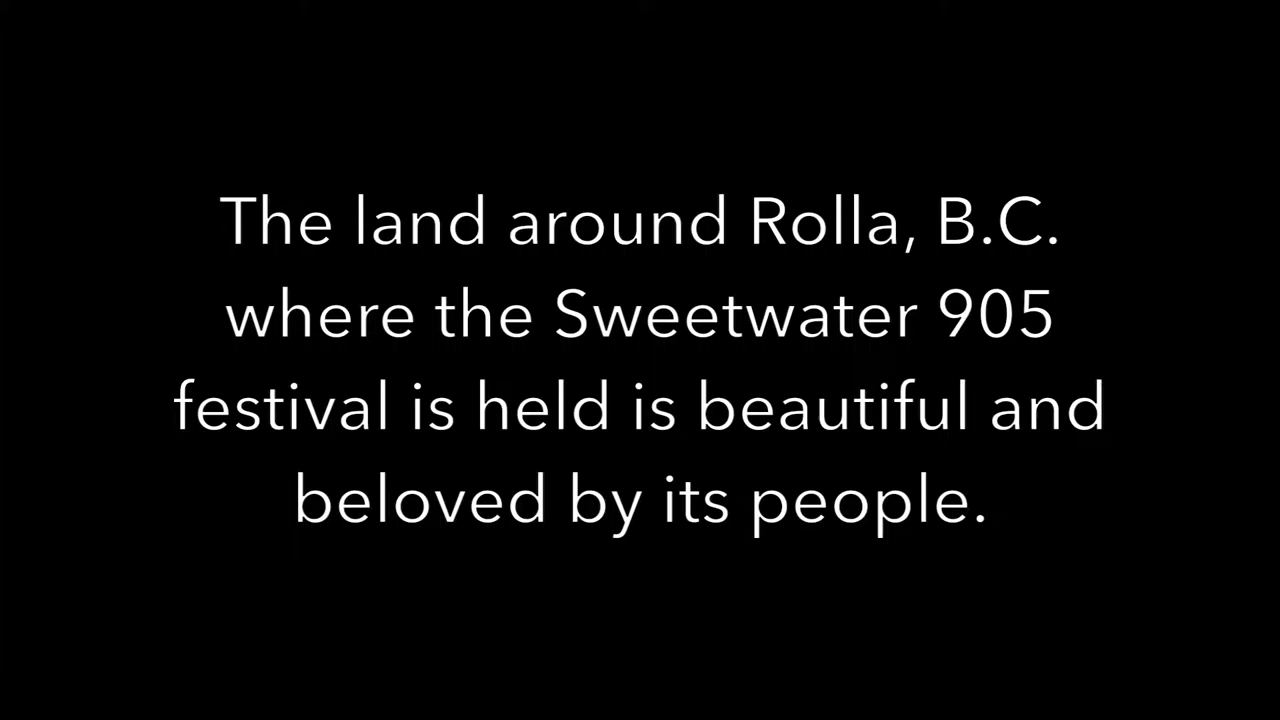 The land around Rolla, B.C.
where the Sweetwater 905
festival is held is beautiful and
beloved by its people.